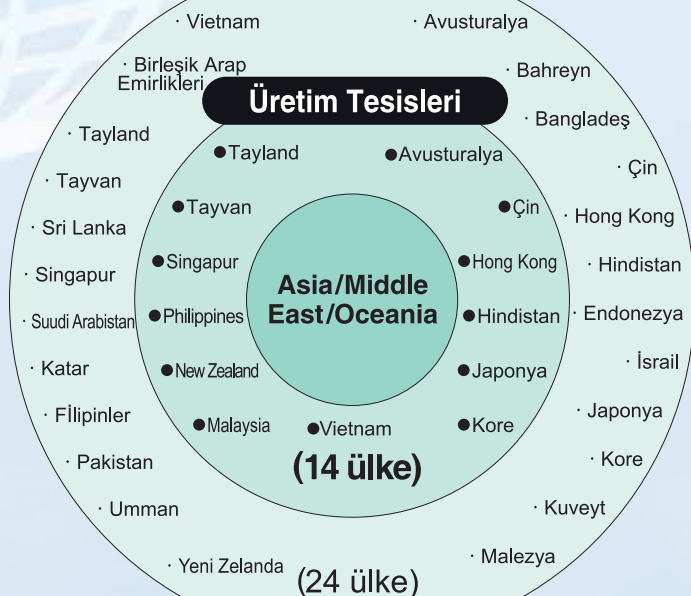 · Vietnam
· Avusturalya
· Birleşik Arap
Emirlikleri
· Bahreyn
Üretim Tesisleri
· Bangladeş
· Tayland
●Tayland
●Avusturalya
· Çin
· Tayvan
●Tayvan
●Çin
· Hong Kong
· Sri Lanka
●Singapur
●Hong Kong
· Hindistan
· Singapur
Asia/Middle
East/Oceania
· Suudi Arabistan
●Philippines
●Hindistan
· Endonezya
· Katar
●New Zealand
●Japonya
· İsrail
· Fİlipinler
●Malaysia
●Vietnam
●Kore
· Japonya
· Pakistan
(14 ülke)
· Kore
· Umman
· Kuveyt
· Yeni Zelanda
(24 ülke)
· Malezya